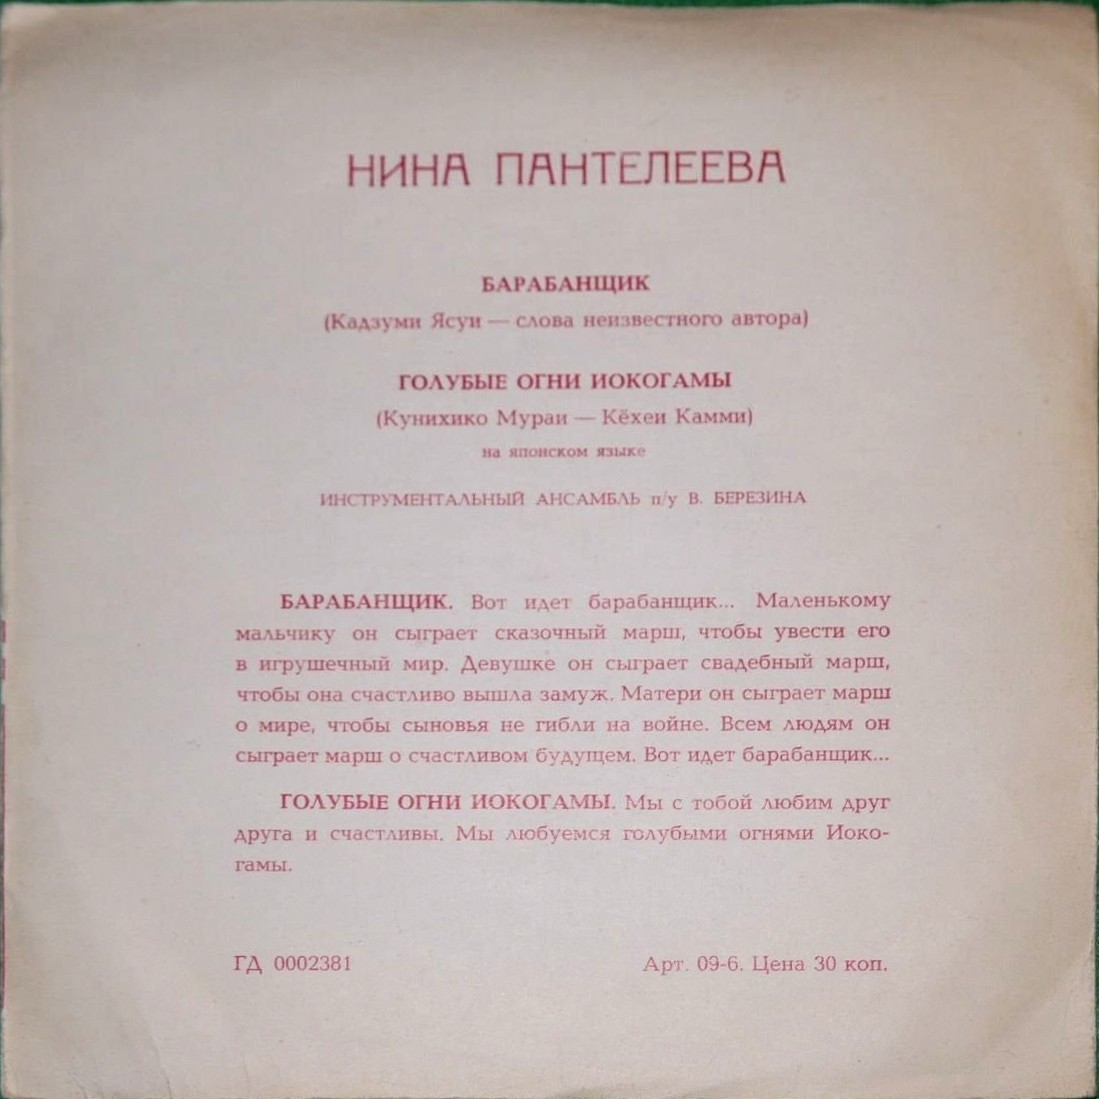 НИНА ПАНТЕЛЕЕВА
БАРАБАНЩИК
(Кадзуми Ясуи — слова неизвестного автора)
ГОЛУБЫЕ ОГНИ ИОКОГАМЫ
(Кунихико Мураи — Кёхеи Камми)
на японском языке
ИНСТРУМЕНТАЛЬНЫЙ АНСАМБЛЬ п/у В. БЕРЕЗИНА
БАРАБАНЩИК. Вот идет барабанщик... Маленькому
мальчику он сыграет сказочный марш, чтобы увести его
в игрушечный мир. Девушке он сыграет свадебный марш,
чтобы она счастливо вышла замуж. Матери он сыграет марш
о мире, чтобы сыновья не гибли на войне. Всем людям он
сыграет марш о счастливом будущем. Вот идет барабанщик...
ГОЛУБЫЕ ОГНИ ИОКОГАМЫ. Мы с тобой любим друг
друга и счастливы. Мы любуемся голубыми огнями Иоко-
гамы.
ГД 0002381 Арт. 09-6. Цена 30 коп.